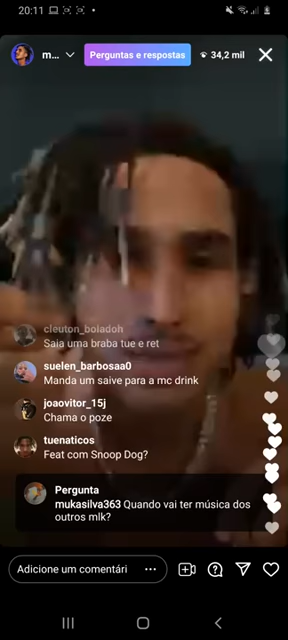 20:11
m...
Perguntas e respostas
34,2 mil
cleuton_boladoh
Saia uma braba tue e ret
suelen_barbosaa0
Manda um saive para a mc drink
joaovitor_15j
Chama o poze
tuenaticos
Feat com Snoop Dog?
Pergunta
mukasilva363 Quando vai ter música dos
outros mlk?
Adicione um comentári